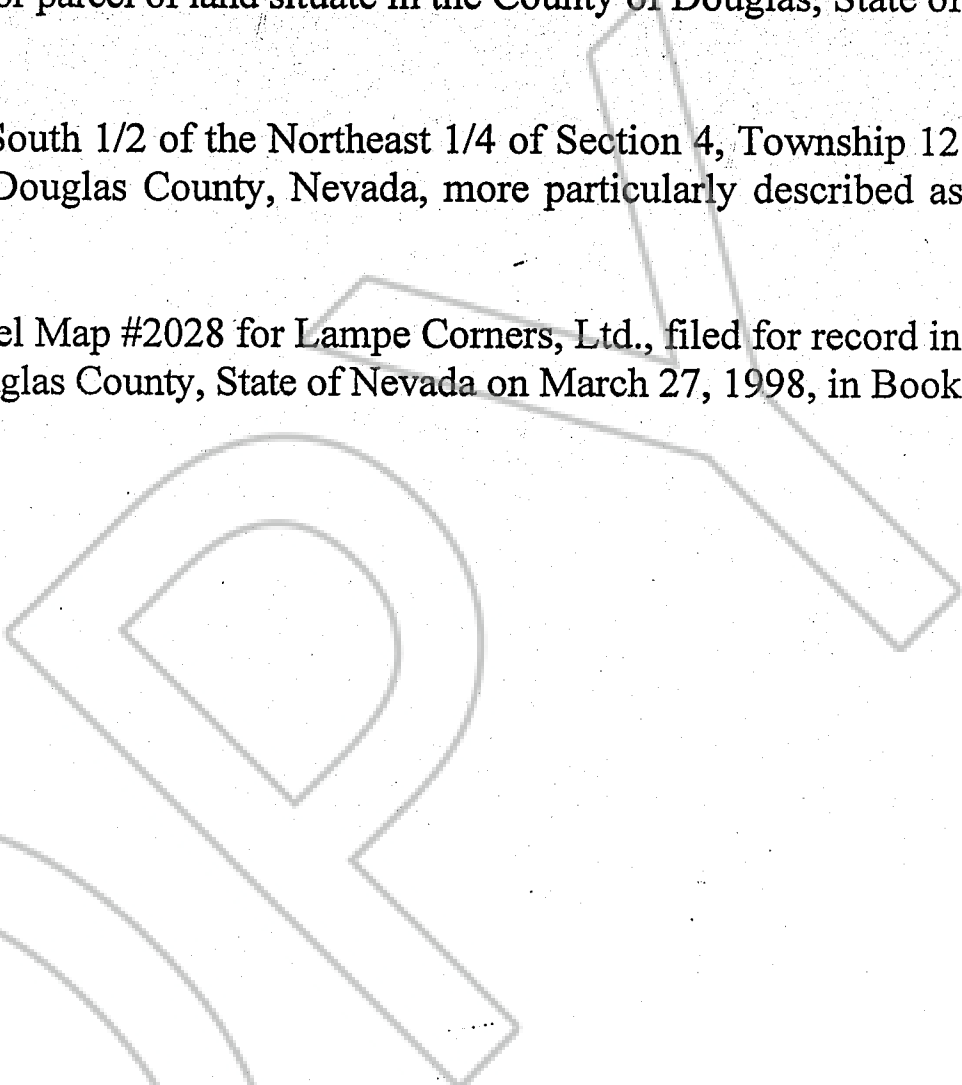 or parcel of land situate in the County of Douglas, State of
South 1/2 of the Northeast 1/4 of Section 4, Township 12
Douglas County, Nevada, more particularly described as
el Map #2028 for Lampe Corners, Ltd., filed for record in
glas County, State of Nevada on March 27, 1998, in Book
PY